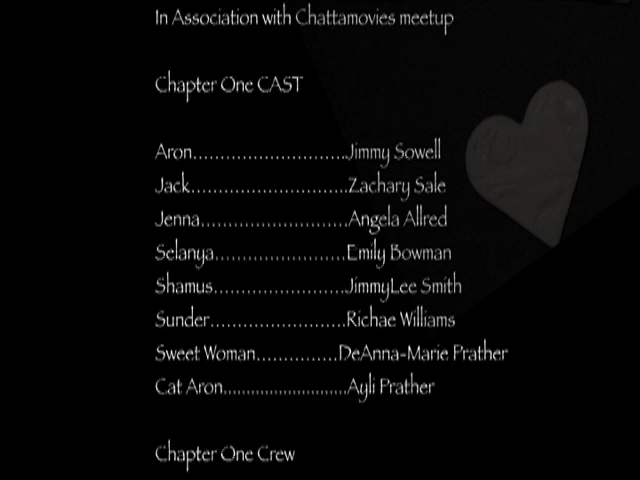 In Association with Chattamovies meetup
Chapter One CAST
Aron............................Jimmy Sowell
Jack.............................Zachary Sale
Jenna...........................Angela Allred
Selanya........................Emily Bowman
Shamus........................JimmyLee Smith
Sunder.........................Richae Williams
Sweet Woman...............DeAnna-Marie Prather
Cat Aron............................Ayli Prather
Chapter One Crew